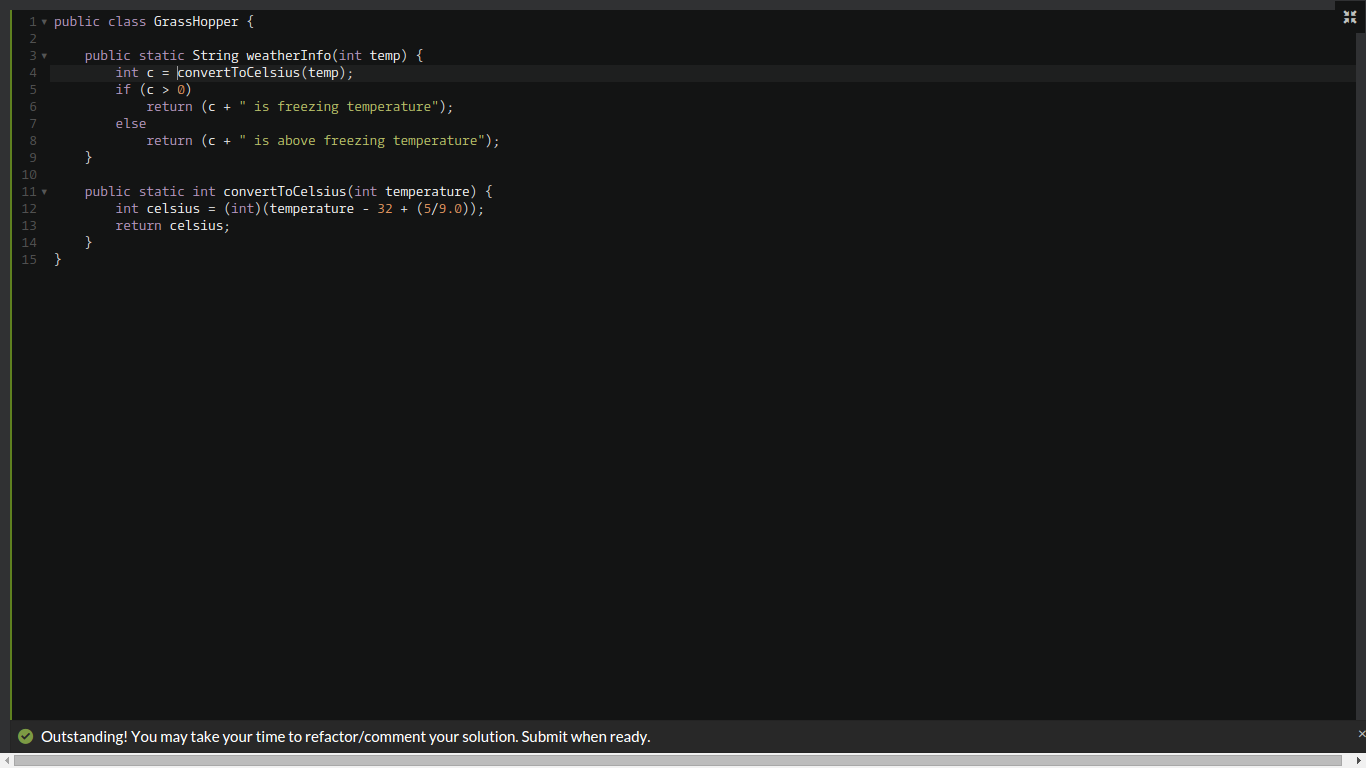 1 public class GrassHopper {
2
3 public static String weatherInfo(int temp) {
4 int c = convertToCelsius(temp);
5 if (c > 0)
6 return (c + " is freezing temperature");
7 else
8 return (c + " is above freezing temperature");
9 }
10
11 public static int convertToCelsius(int temperature) {
12 int celsius = (int)(temperature - 32 + (5/9.0));
13 return celsius;
14 }
15 }
Outstanding! You may take your time to refactor/comment your solution. Submit when ready.